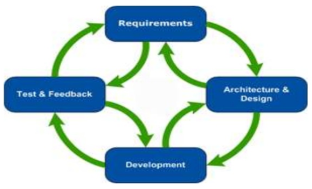 Requirements
Test & Feedback
Architecture &
Design
Development